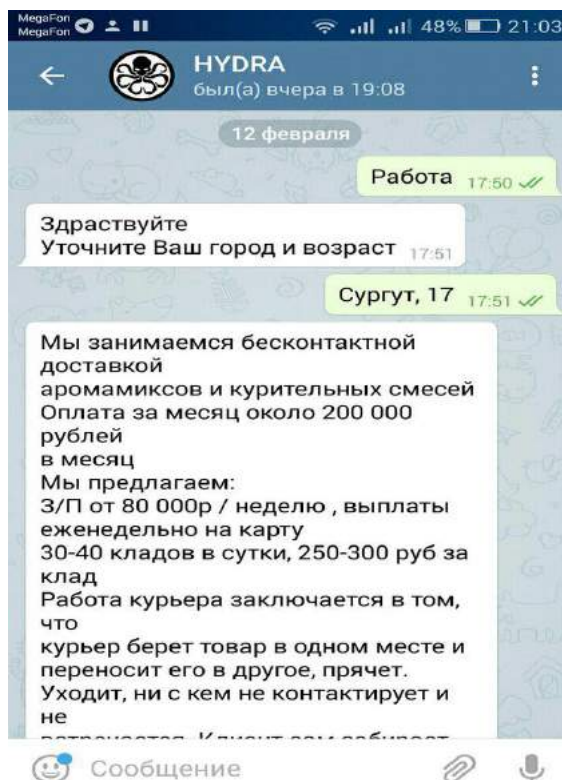 MegaFon
MegaFon
48% 21:03
HYDRA
был(а) вчера в 19:08
12 февраля
Работа 17:50
Здраствуйте
Уточните Ваш город и возраст 17:51
Сургут, 17 17:51
Мы занимаемся бесконтактной
доставкой
аромамиксов и курительных смесей
Оплата за месяц около 200 000
рублей
в месяц
Мы предлагаем:
З/П от 80 000р / неделю , выплаты
еженедельно на карту
30-40 кладов в сутки, 250-300 руб за
клад
Работа курьера заключается в том,
что
курьер берет товар в одном месте и
переносит его в другое, прячет.
Уходит, ни с кем не контактирует и
не
Сообщение